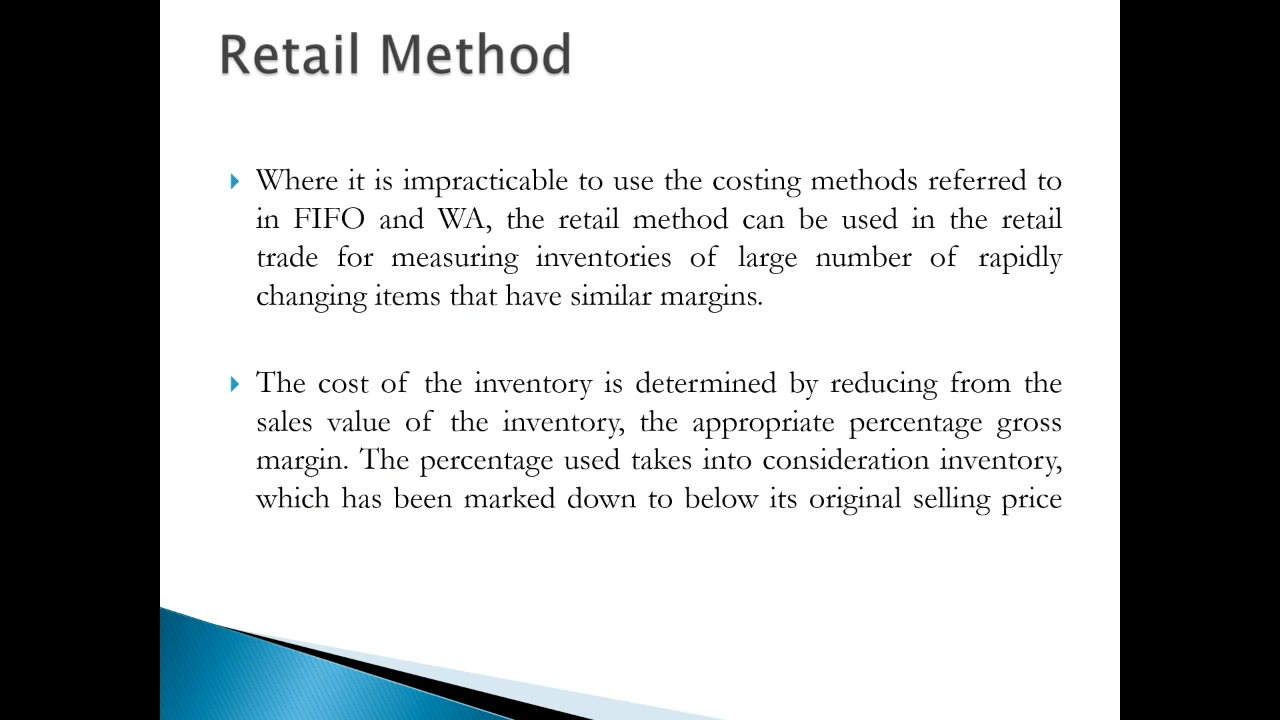 Retail Method
Where it is impracticable to use the costing methods referred to
in FIFO and WA, the retail method can be used in the retail
trade for measuring inventories of large number of rapidly
changing items that have similar margins.
The cost of the inventory is determined by reducing from the
sales value of the inventory, the appropriate percentage gross
margin. The percentage used takes into consideration inventory,
which has been marked down to below its original selling price